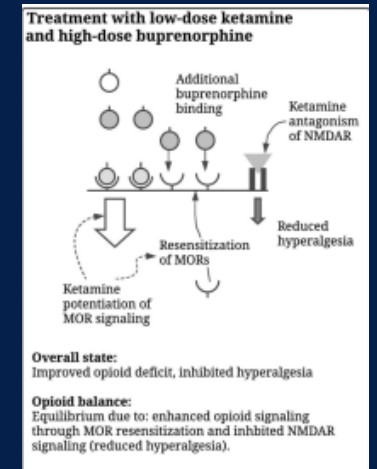 Treatment with low-dose ketamine
and high-dose buprenorphine
Additional
buprenorphine
binding
Ketamine
antagonism
of NMDAR
Reduced
hyperalgesia
Resensitization
of MORs
Ketamine
potentiation of
MOR signaling
Overall state:
Improved opioid deficit, inhibited hyperalgesia
Opioid balance:
Equilibrium due to: enhanced opioid signaling
through MOR resensitization and inhbited NMDAR
signaling (reduced hyperalgesia).